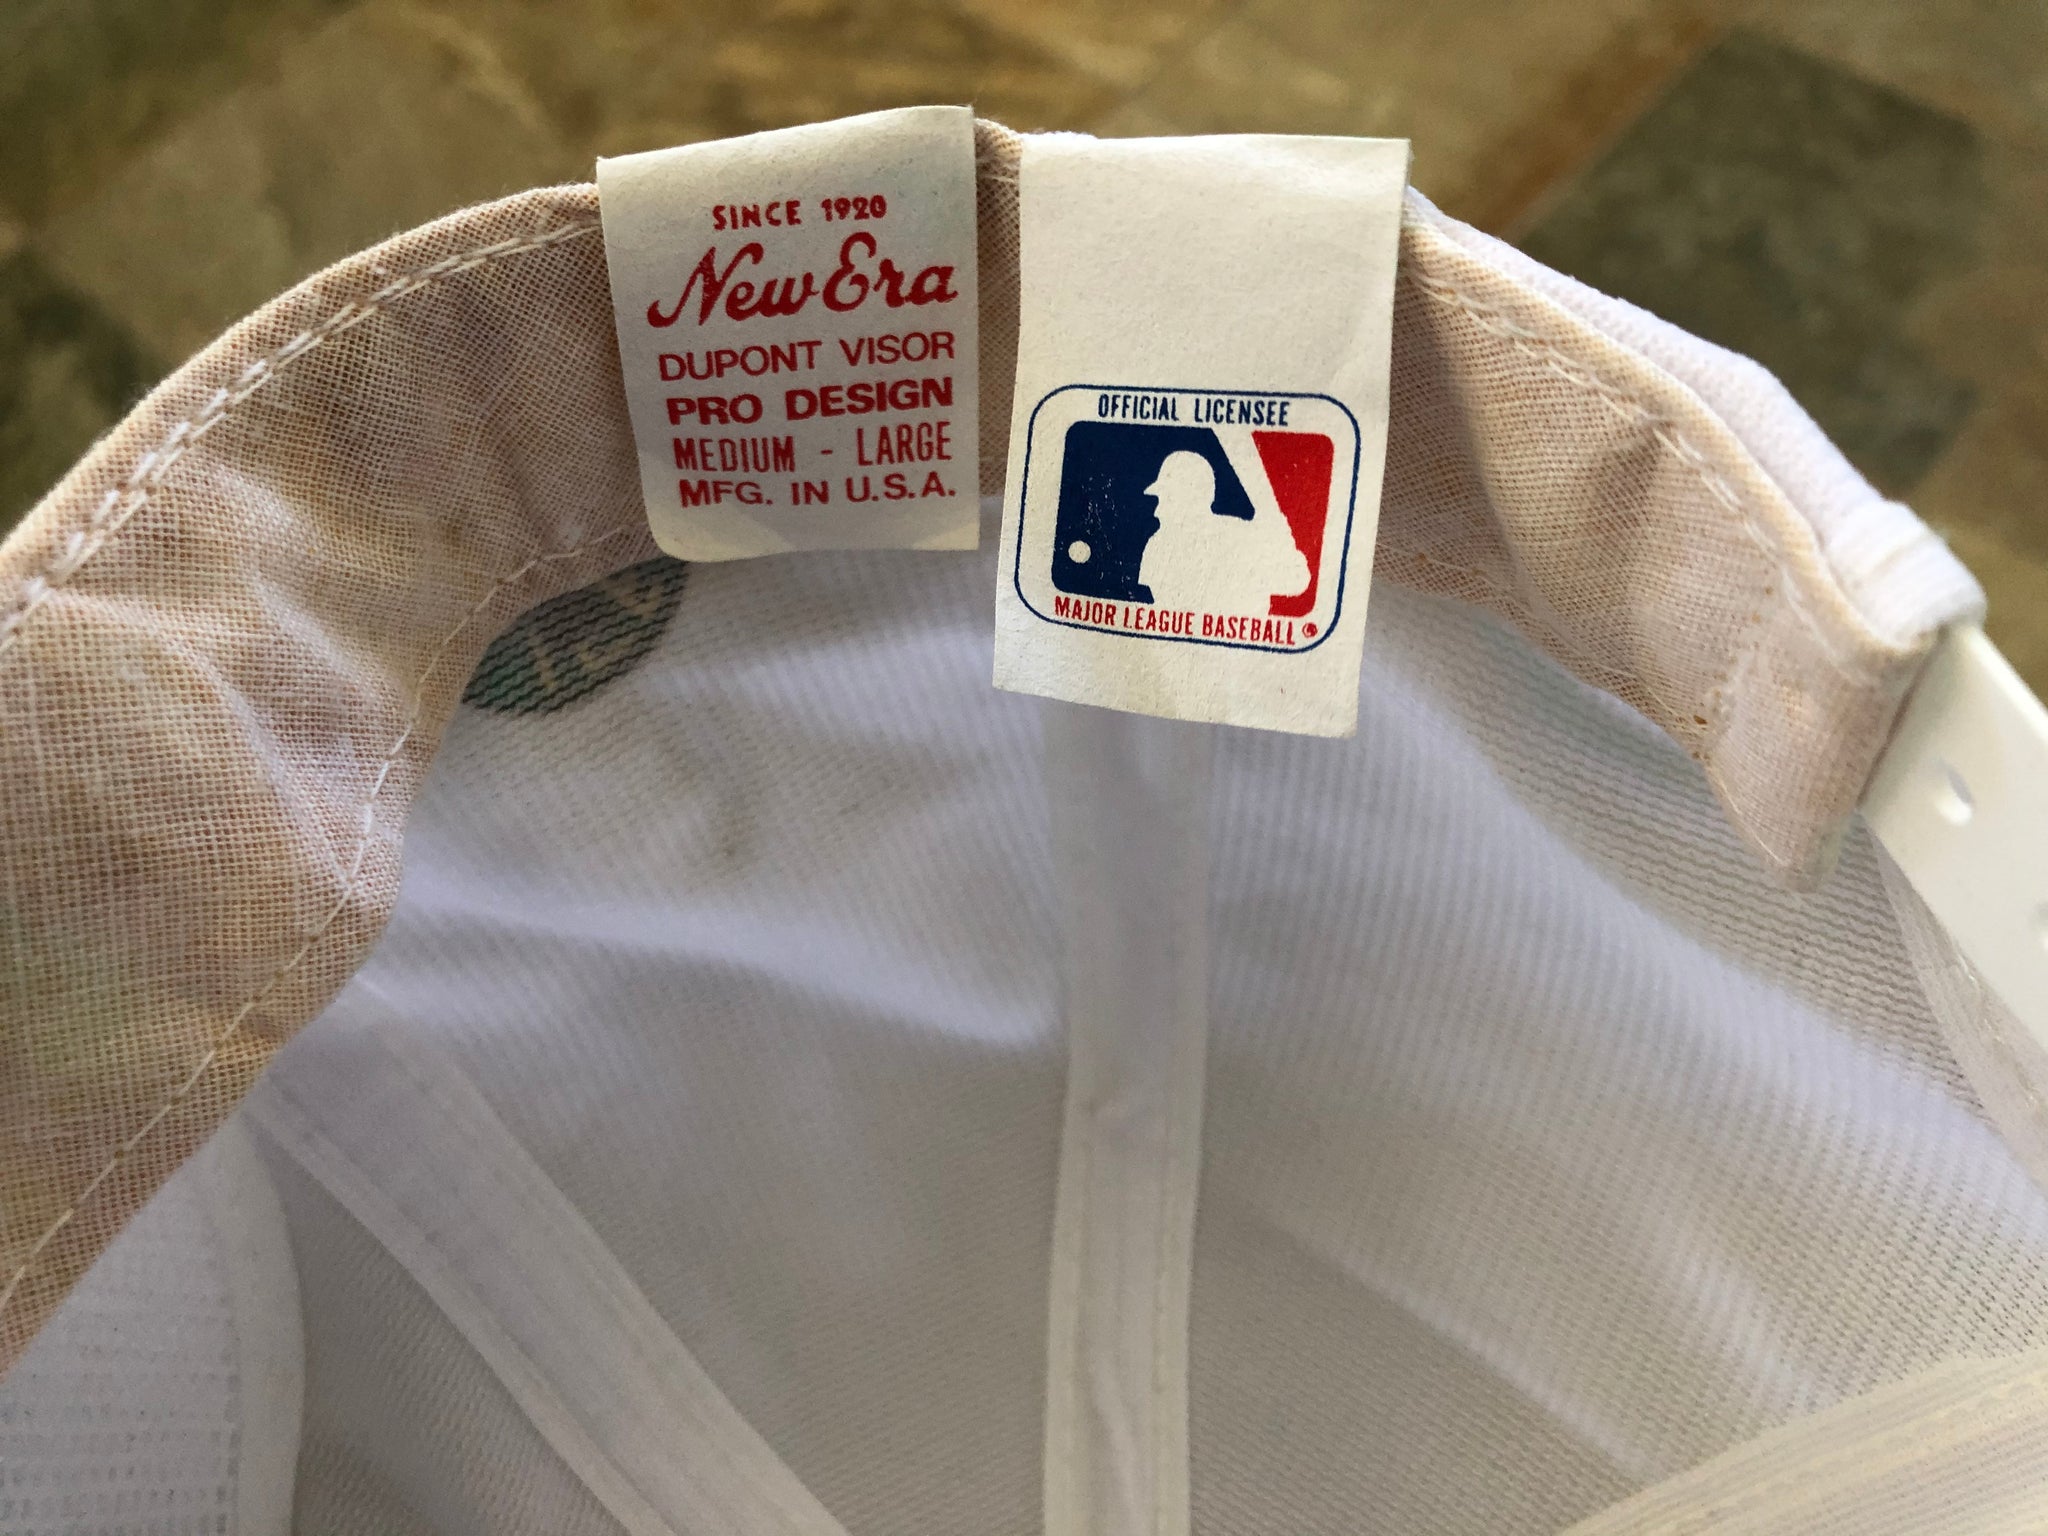 SINCE 1920
New Era
DUPONT VISOR
PRO DESIGN
MEDIUM - LARGE
MFG. IN U.S.A.
OFFICIAL LICENSEE
MAJOR LEAGUE BASEBALL®